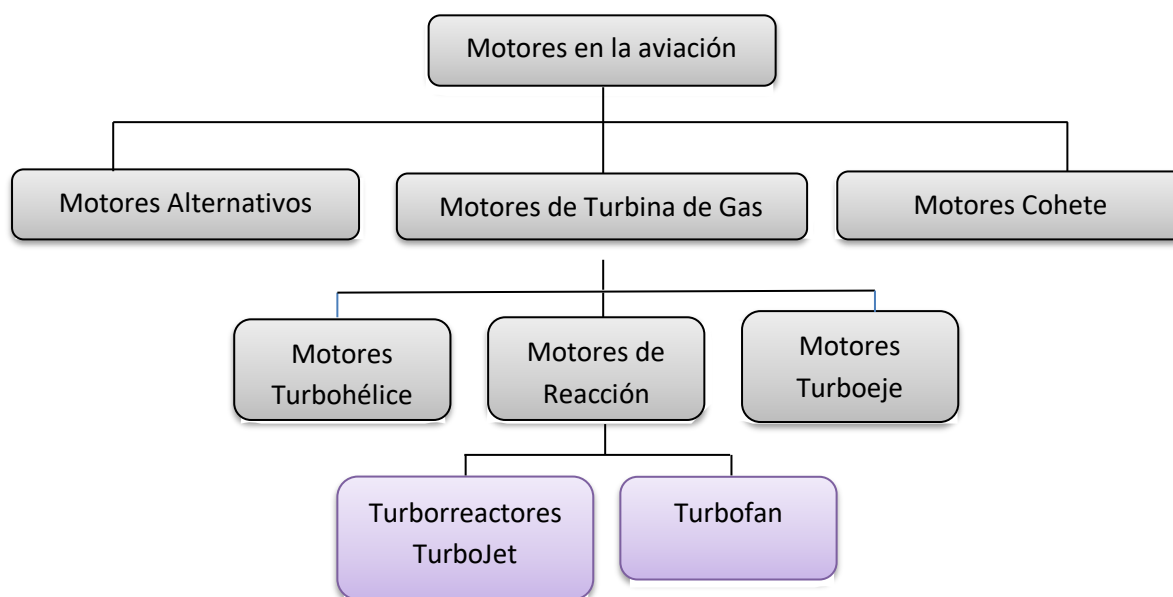 Motores en la aviación
Motores Alternativos
Motores de Turbina de Gas
Motores Cohete
Motores
Turbohélice
Motores de
Reacción
Motores
Turboeje
Turborreactores
TurboJet
Turbofan